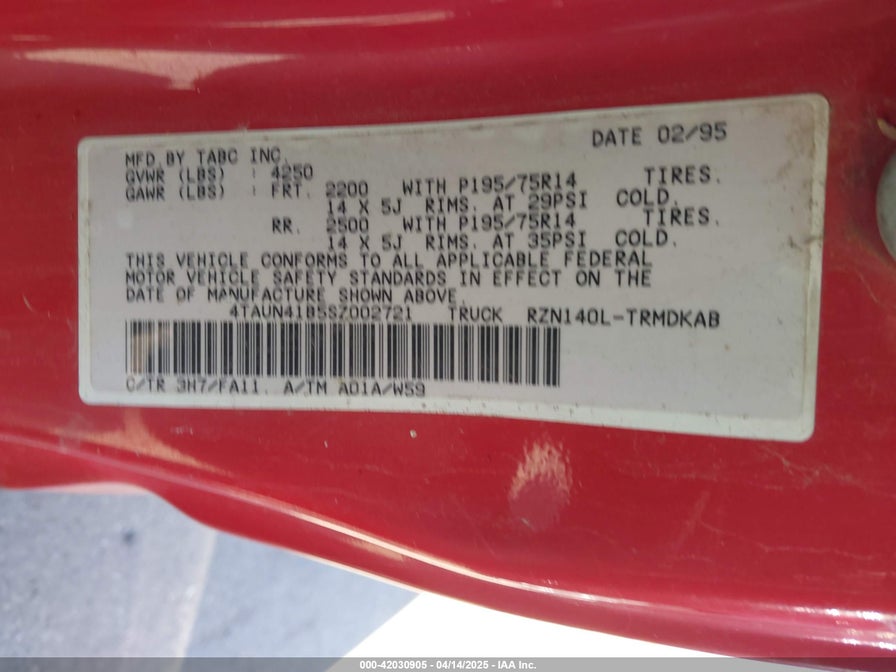 DATE 02/95
MFD.BY TABC INC.
GVWR (LBS) : 4250
GAWR (LBS) : FRT. 2200 WITH P195/75R14 TIRES.
14 X 5J RIMS. AT 29PSI COLD.
RR. 2500 WITH P195/75R14 TIRES.
14 X 5J RIMS. AT 35PSI COLD.
THIS VEHICLE CONFORMS TO ALL APPLICABLE FEDERAL
MOTOR VEHICLE SAFETY STANDARDS IN EFFECT ON THE
DATE OF MANUFACTURE SHOWN ABOVE.
4TAUN41B5SZ002721 TRUCK RZN140L-TRMDKAB
C/TR 3H7/FA11. A/TM A01A/W59
000-42030905 - 04/14/2025 - IAA Inc.